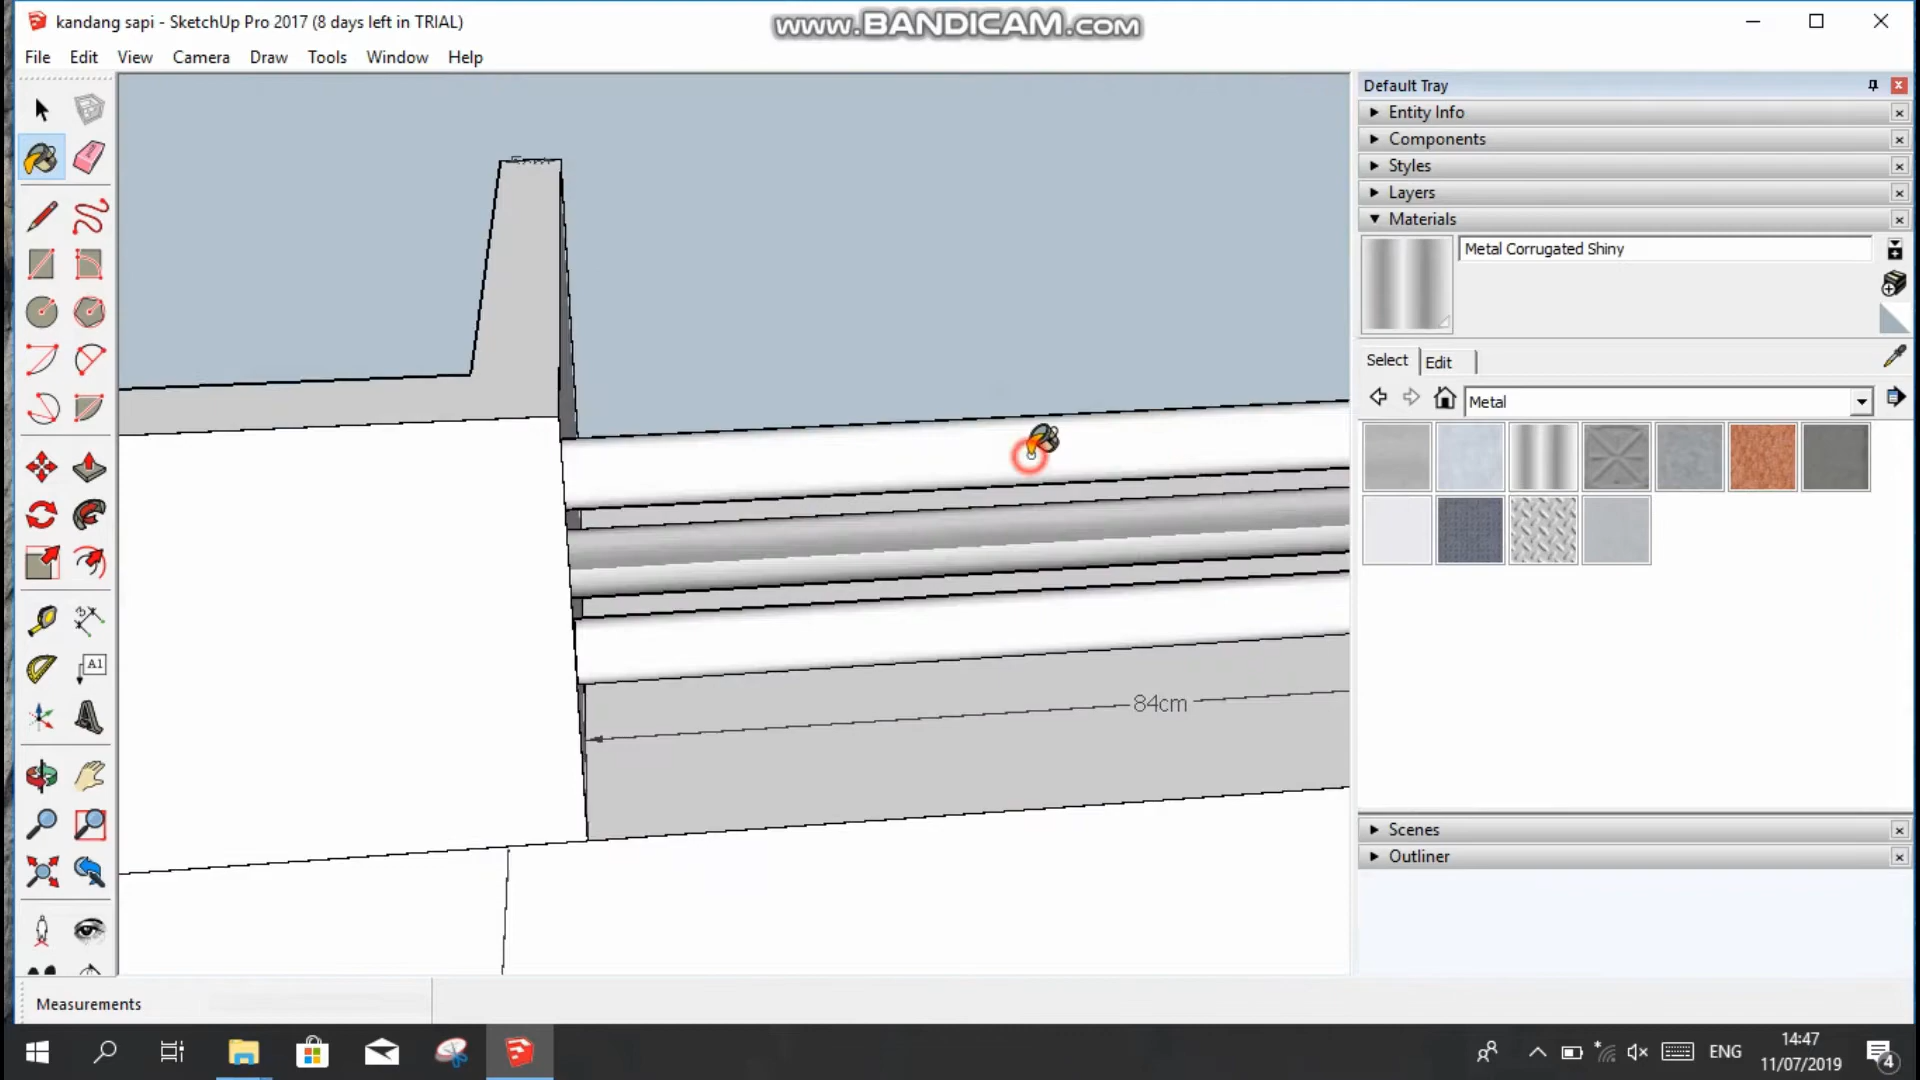 kandang sapi - SketchUp Pro 2017 (8 days left in TRIAL)
www.BANDICAM.com
File Edit View Camera Draw Tools Window Help
Default Tray
Entity Info
Components
Styles
Layers
Materials
Metal Corrugated Shiny
Select Edit
Metal
A1
84cm
Scenes
Outliner
Measurements
ENG
14:47
11/07/2019
4